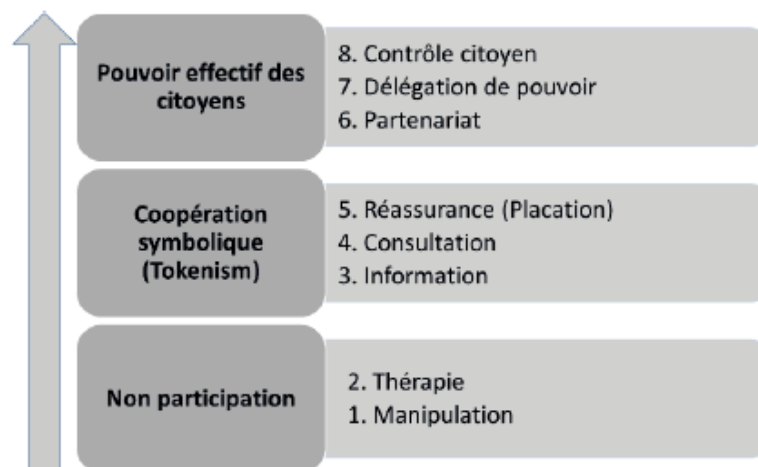 Pouvoir effectif des
citoyens
8. Contrôle citoyen
7. Délégation de pouvoir
6. Partenariat
Coopération
symbolique
(Tokenism)
5. Réassurance (Placation)
4. Consultation
3. Information
Non participation
2. Thérapie
1. Manipulation